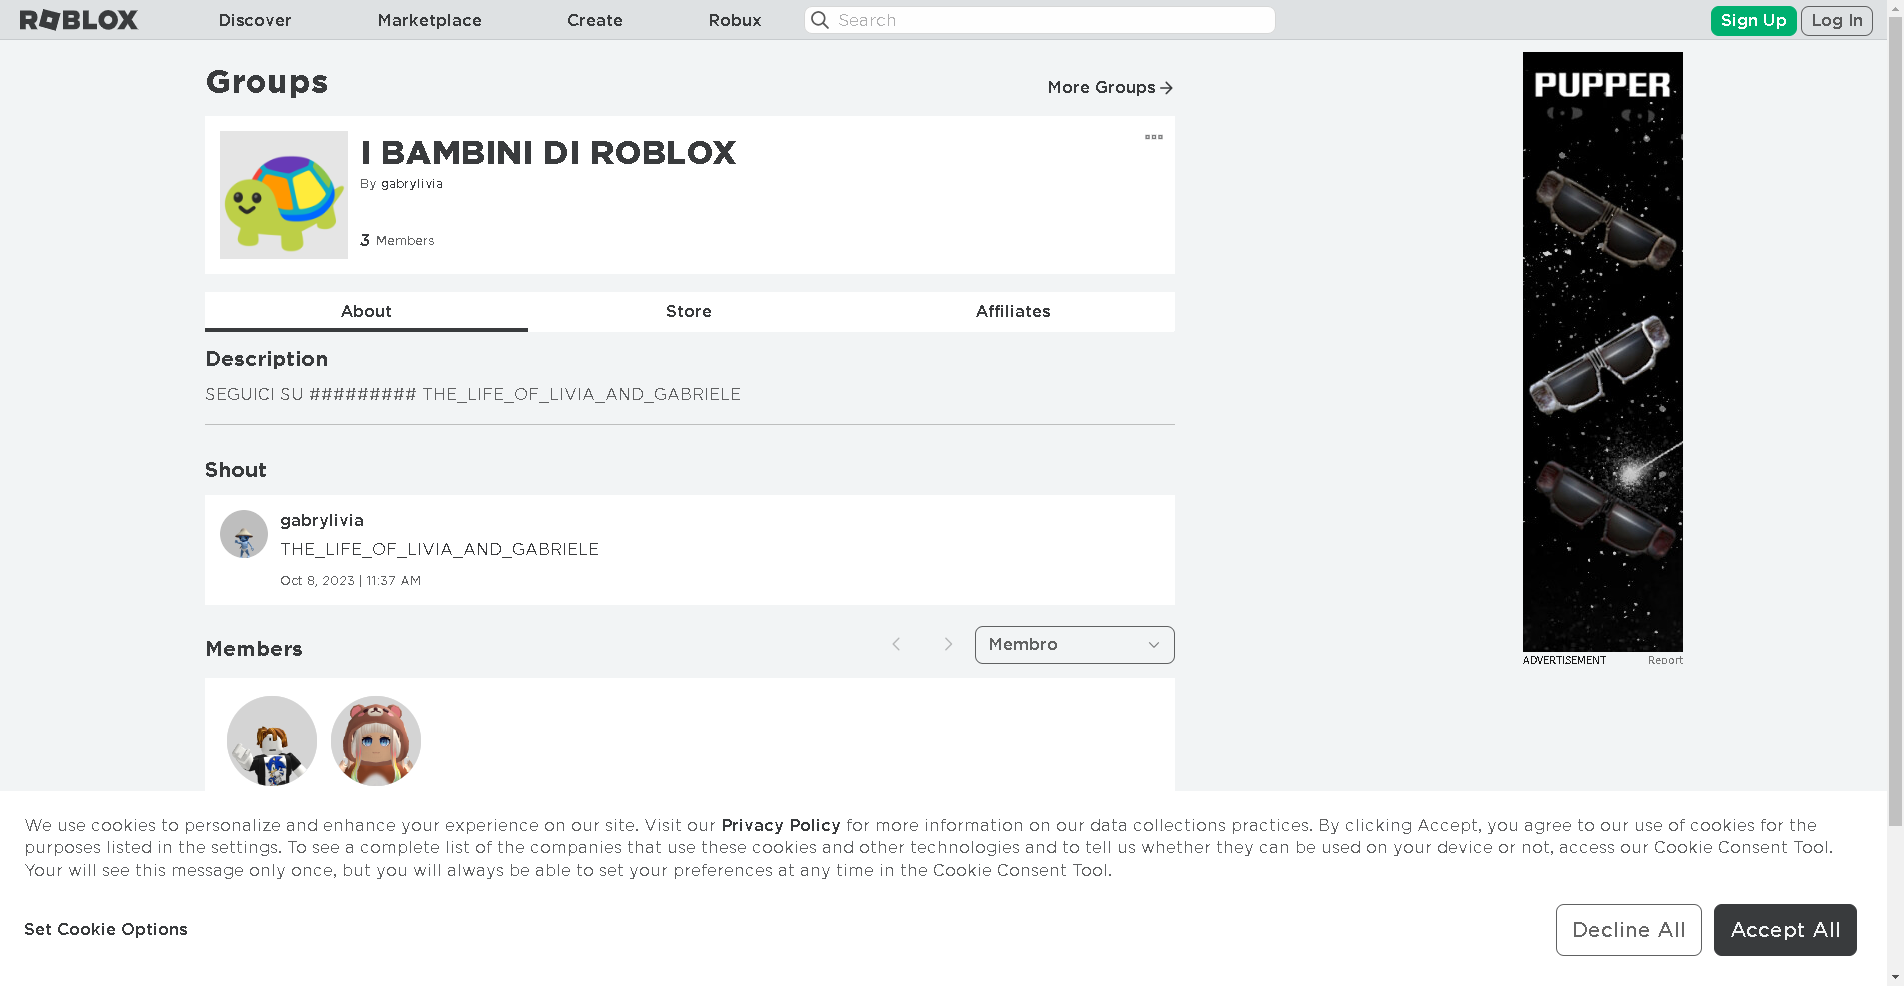 ROBLOX Discover Marketplace Create Robux Search Sign Up Log In
Groups
More Groups
I BAMBINI DI ROBLOX
By gabrylivia
3 Members
About Store Affiliates
Description
SEGUICI SU ######### THE_LIFE_OF_LIVIA_AND_GABRIELE
Shout
gabrylivia
THE_LIFE_OF_LIVIA_AND_GABRIELE
Oct 8, 2023 | 11:37 AM
Members
Membro
PUPPER
ADVERTISEMENT Report
We use cookies to personalize and enhance your experience on our site. Visit our Privacy Policy for more information on our data collections practices. By clicking Accept, you agree to our use of cookies for the
purposes listed in the settings. To see a complete list of the companies that use these cookies and other technologies and to tell us whether they can be used on your device or not, access our Cookie Consent Tool.
Your will see this message only once, but you will always be able to set your preferences at any time in the Cookie Consent Tool.
Set Cookie Options
Decline All Accept All